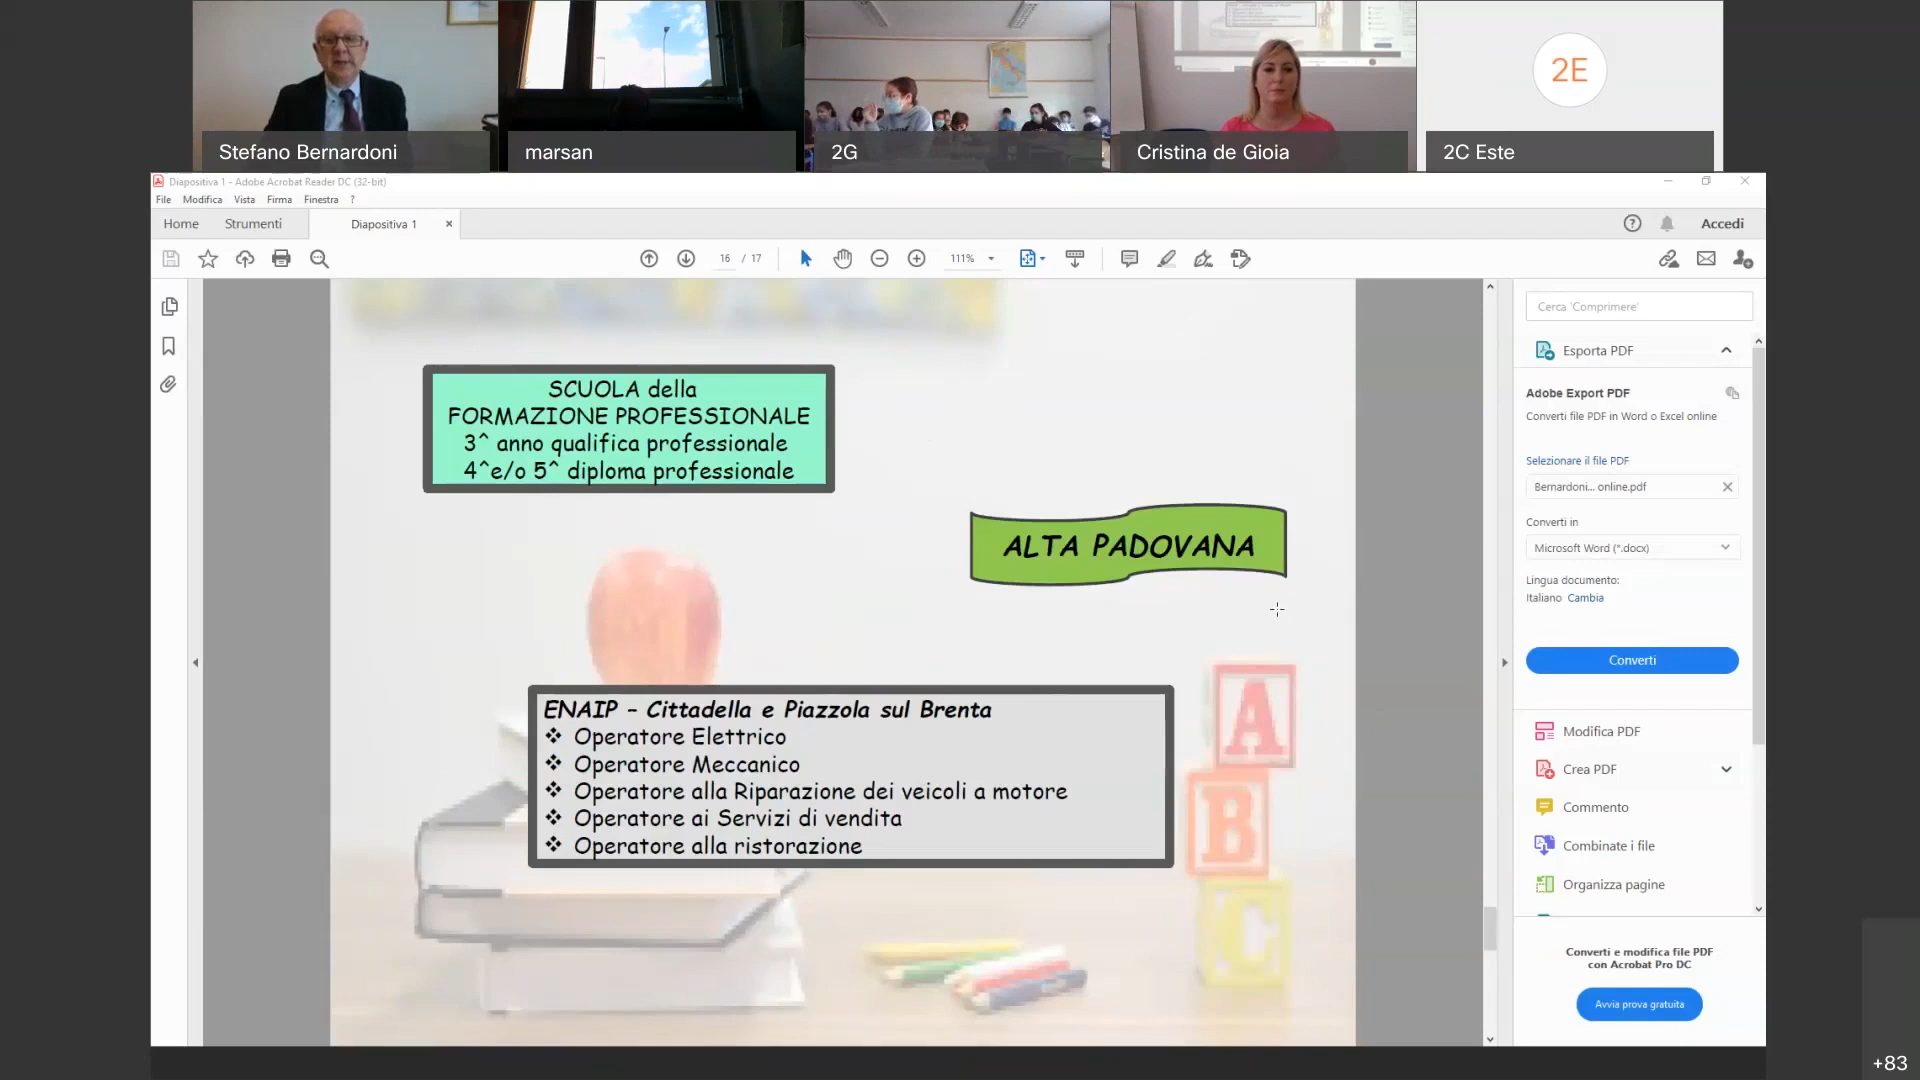 2E
Stefano Bernardoni
marsan
2G
Cristina de Gioia
2C Este
Diapositiva 1 - Adobe Acrobat Reader DC (32-bit)
File Modifica Vista Firma Finestra ?
Home Strumenti Diapositiva 1 × Accedi
16 / 17 111%
Cerca 'Comprimere'
Esporta PDF
Adobe Export PDF
Converti file PDF in Word o Excel online
Selezionare il file PDF
Bernardoni... online.pdf
Converti in
Microsoft Word (*.docx)
Lingua documento:
Italiano Cambia
Converti
Modifica PDF
Crea PDF
Commento
Combinate i file
Organizza pagine
Converti e modifica file PDF
con Acrobat Pro DC
Avvia prova gratuita
SCUOLA della
FORMAZIONE PROFESSIONALE
3^ anno qualifica professionale
4^e/o 5^ diploma professionale
ALTA PADOVANA
ENAIP – Cittadella e Piazzola sul Brenta
❖ Operatore Elettrico
❖ Operatore Meccanico
❖ Operatore alla Riparazione dei veicoli a motore
❖ Operatore ai Servizi di vendita
❖ Operatore alla ristorazione
A
B
C
+83